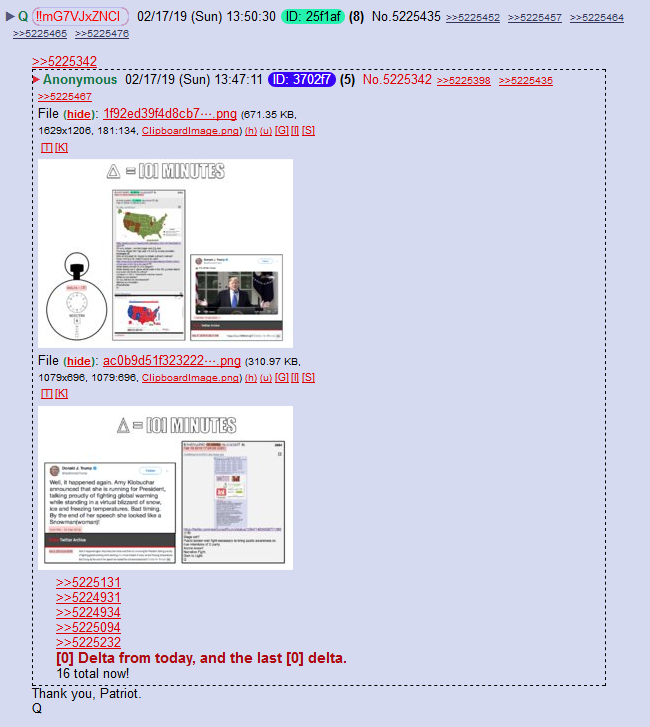 ▶ Q !!mG7VJxZNCI 02/17/19 (Sun) 13:50:30 ID: 25f1af (8) No.5225435 >>5225452 >>5225457 >>5225464
>>5225465 >>5225476
>>5225342
▶ Anonymous 02/17/19 (Sun) 13:47:11 ID: 3702f7 (5) No.5225342 >>5225398 >>5225435
>>5225467
File (hide): 1f92ed39f4d8cb7⋯.png (671.35 KB,
1629x1206, 181:134, ClipboardImage.png) (h) (u) [G] [I] [S]
[T] [K]
Δ = [0] MINUTES
File (hide): ac0b9d51f323222⋯.png (310.97 KB,
1079x696, 1079:696, ClipboardImage.png) (h) (u) [G] [I] [S]
[T] [K]
Δ = [0] MINUTES
Donald J. Trump
Well, it happened again. Amy Klobuchar
announced that she is running for President,
talking proudly of fighting global warming
while standing in a virtual blizzard of snow,
ice and freezing temperatures. Bad timing.
By the end of her speech she looked like a
Snowman(woman)!
Twitter Archive
>>5225131
>>5224931
>>5224934
>>5225094
>>5225232
[0] Delta from today, and the last [0] delta.
16 total now!
Thank you, Patriot.
Q